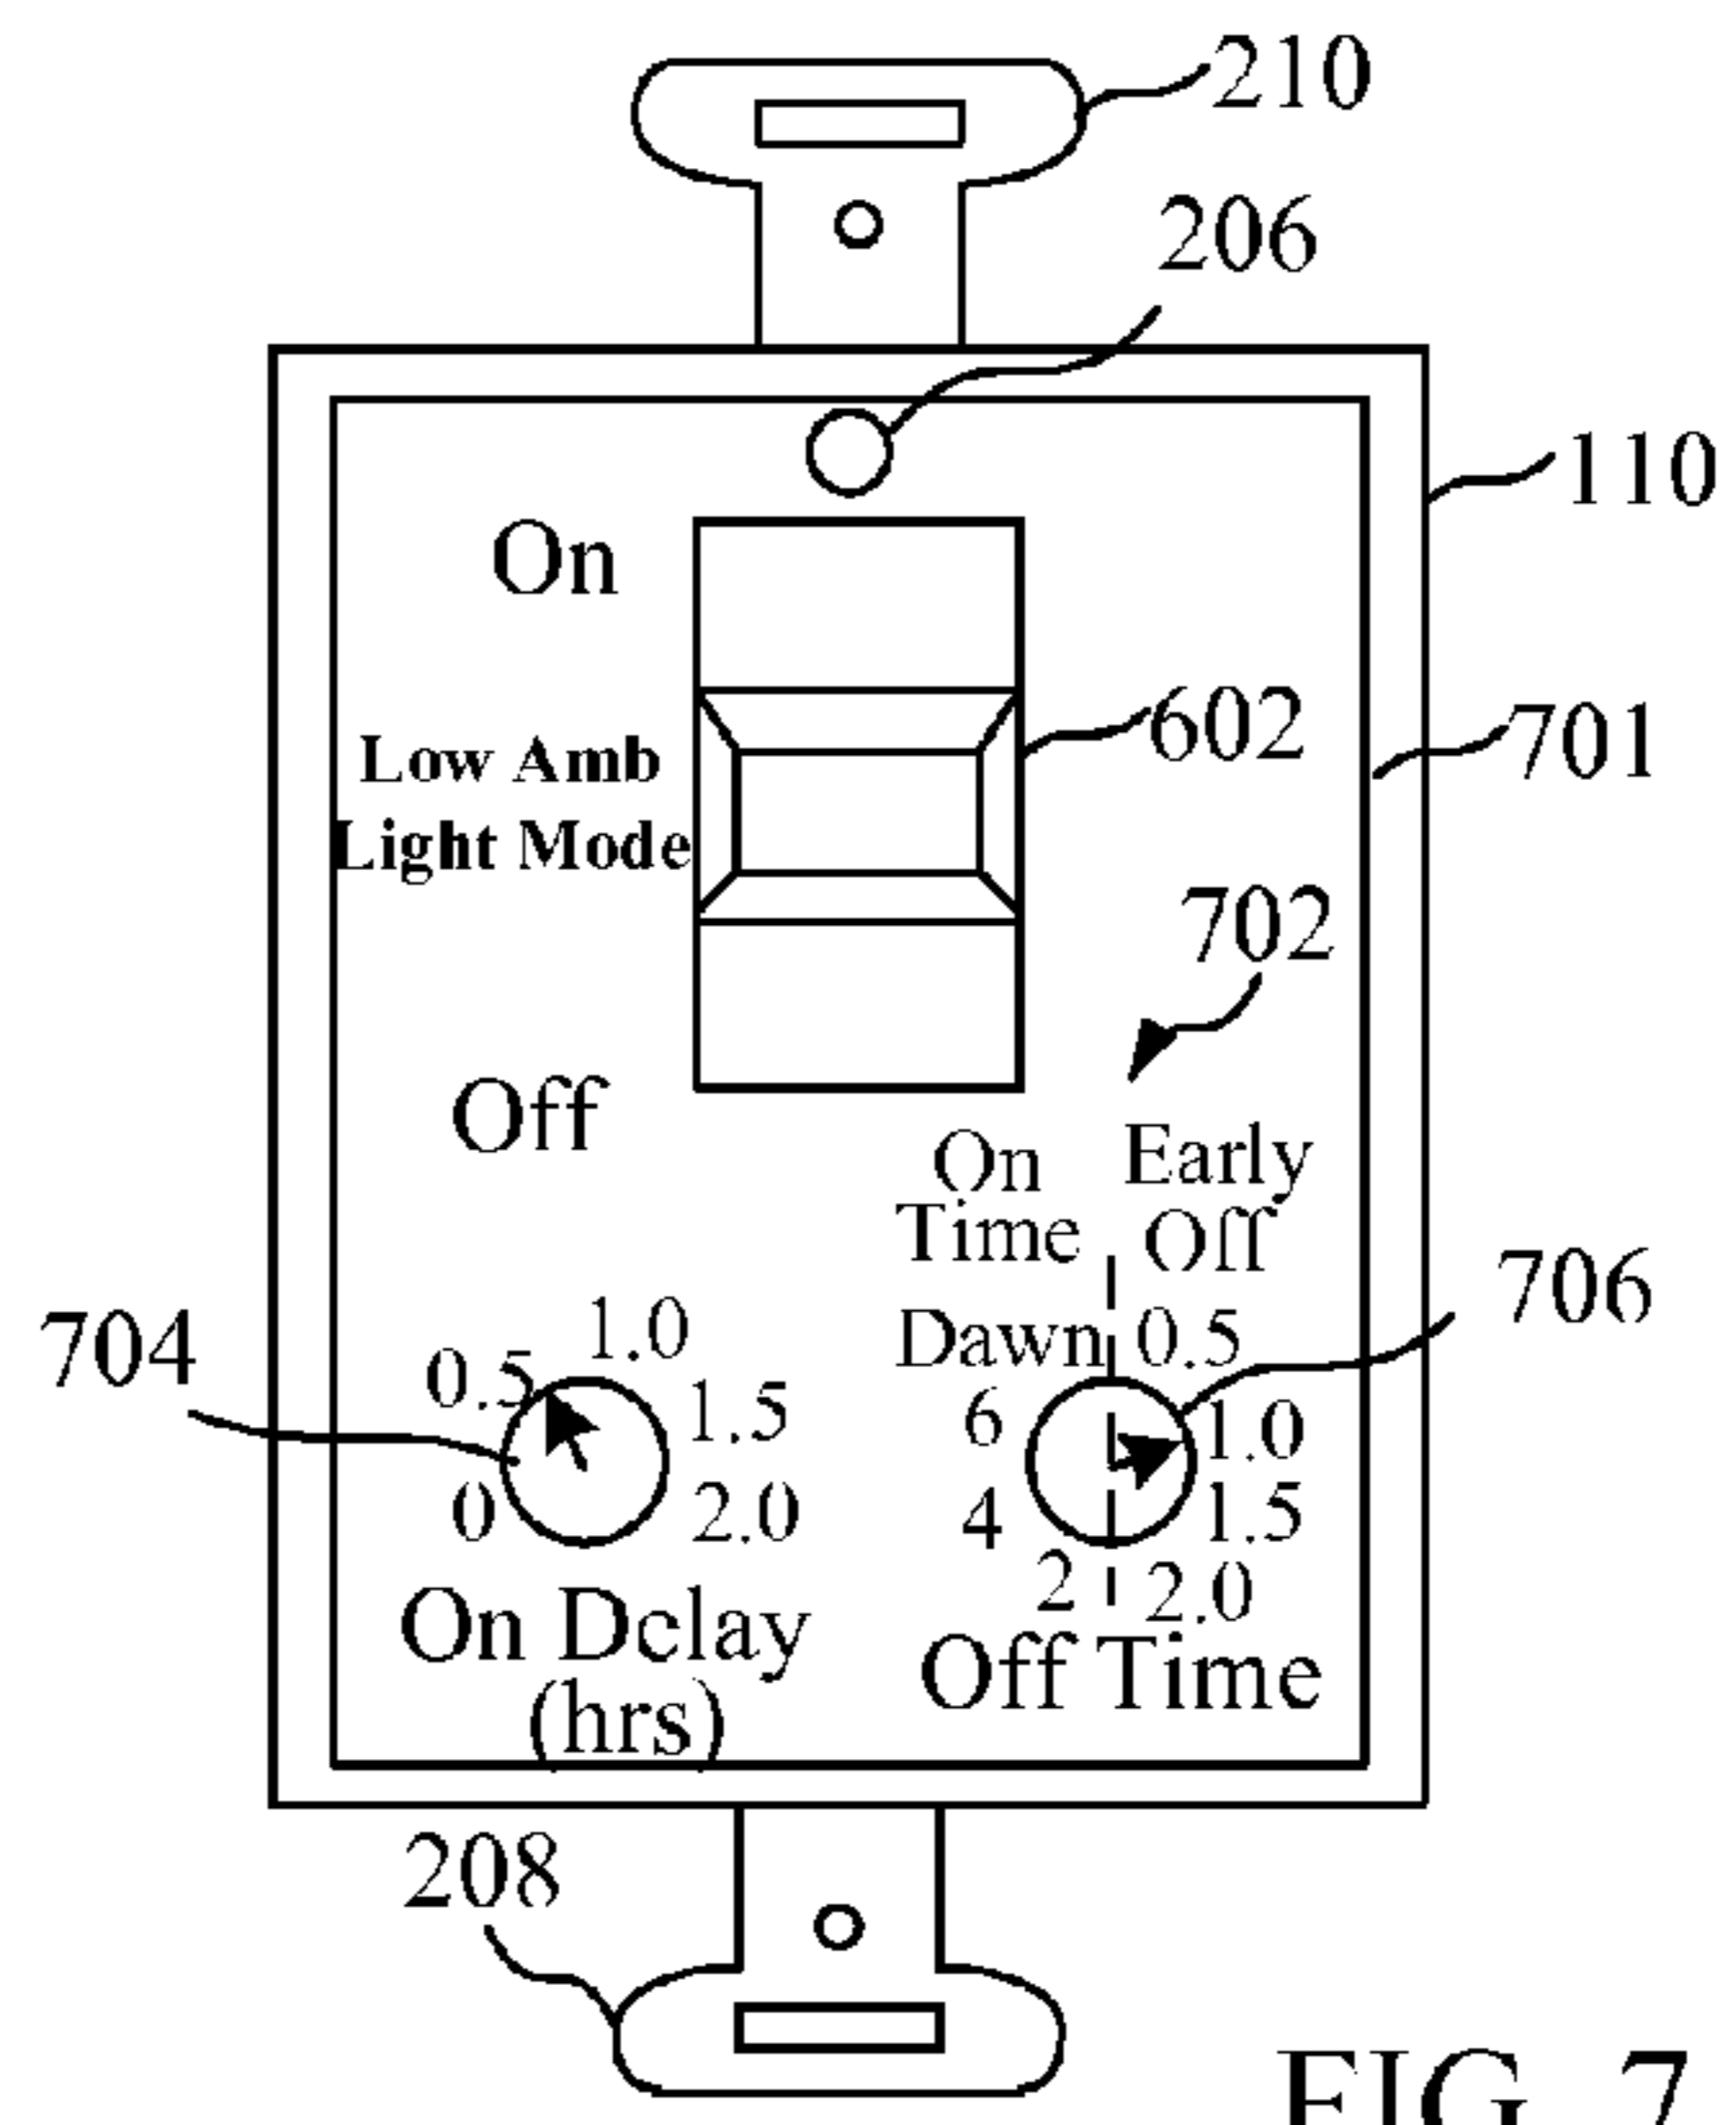 210
206
110
On
602
701
Low Amb
Light Mode
702
Off
On Early
Time Off
704
1.0
706
Dawn 0.5
0.5
6
1.5
1.0
0
2.0
4
1.5
2 2.0
On Delay
(hrs)
Off Time
208
FIG. 7